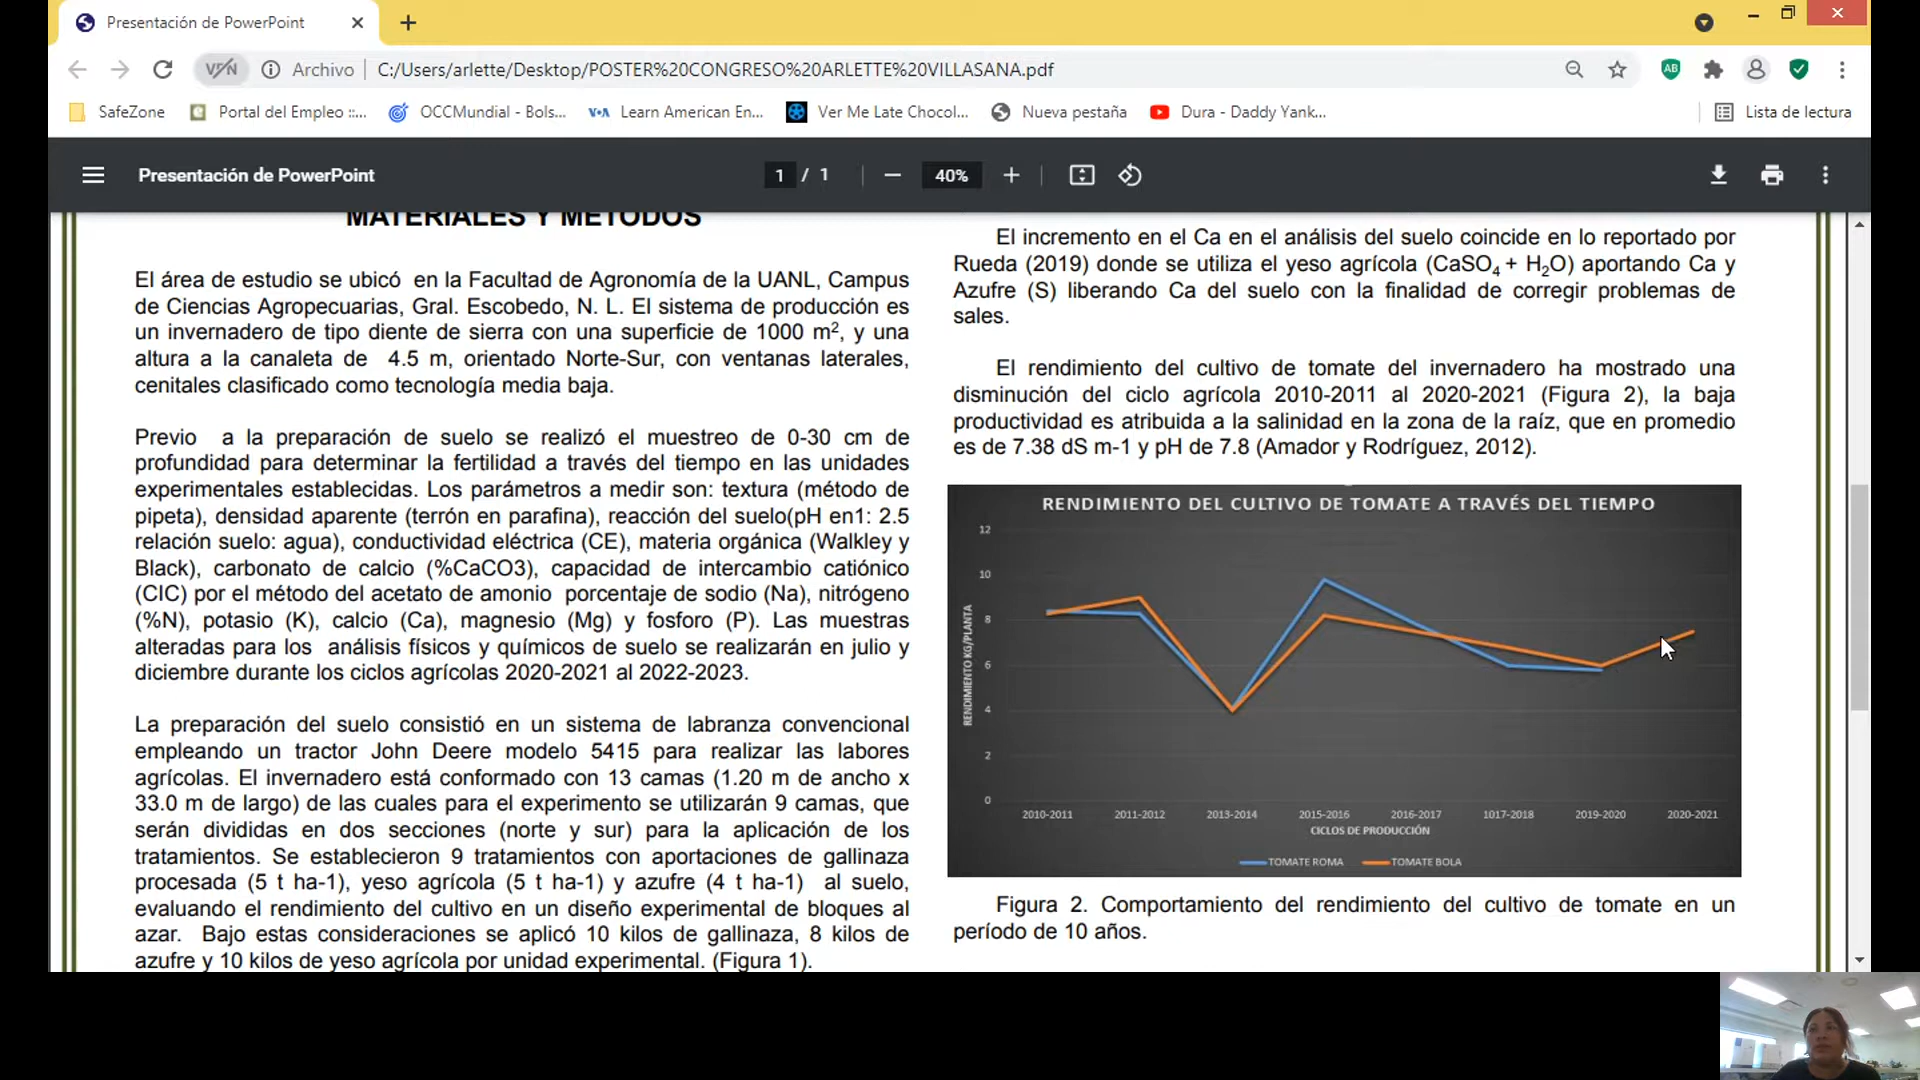 Presentación de PowerPoint
VPN
Archivo
C:/Users/arlette/Desktop/POSTER%20CONGRESO%20ARLETTE%20VILLASANA.pdf
AB
SafeZone
Portal del Empleo ::...
OCCMundial - Bols...
VOA Learn American En...
Ver Me Late Chocol...
Nueva pestaña
Dura - Daddy Yank...
Lista de lectura
Presentación de PowerPoint
1 / 1
40%
MATERIALES Y METODOS
El área de estudio se ubicó en la Facultad de Agronomía de la UANL, Campus
de Ciencias Agropecuarias, Gral. Escobedo, N. L. El sistema de producción es
un invernadero de tipo diente de sierra con una superficie de 1000 m², y una
altura a la canaleta de 4.5 m, orientado Norte-Sur, con ventanas laterales,
cenitales clasificado como tecnología media baja.
Previo a la preparación de suelo se realizó el muestreo de 0-30 cm de
profundidad para determinar la fertilidad a través del tiempo en las unidades
experimentales establecidas. Los parámetros a medir son: textura (método de
pipeta), densidad aparente (terrón en parafina), reacción del suelo(pH en1: 2.5
relación suelo: agua), conductividad eléctrica (CE), materia orgánica (Walkley y
Black), carbonato de calcio (%CaCO3), capacidad de intercambio catiónico
(CIC) por el método del acetato de amonio porcentaje de sodio (Na), nitrógeno
(%N), potasio (K), calcio (Ca), magnesio (Mg) y fosforo (P). Las muestras
alteradas para los análisis físicos y químicos de suelo se realizarán en julio y
diciembre durante los ciclos agrícolas 2020-2021 al 2022-2023.
La preparación del suelo consistió en un sistema de labranza convencional
empleando un tractor John Deere modelo 5415 para realizar las labores
agrícolas. El invernadero está conformado con 13 camas (1.20 m de ancho x
33.0 m de largo) de las cuales para el experimento se utilizarán 9 camas, que
serán divididas en dos secciones (norte y sur) para la aplicación de los
tratamientos. Se establecieron 9 tratamientos con aportaciones de gallinaza
procesada (5 t ha-1), yeso agrícola (5 t ha-1) y azufre (4 t ha-1) al suelo,
evaluando el rendimiento del cultivo en un diseño experimental de bloques al
azar. Bajo estas consideraciones se aplicó 10 kilos de gallinaza, 8 kilos de
azufre y 10 kilos de yeso agrícola por unidad experimental. (Figura 1).
El incremento en el Ca en el análisis del suelo coincide en lo reportado por
Rueda (2019) donde se utiliza el yeso agrícola (CaSO₄ + H₂O) aportando Ca y
Azufre (S) liberando Ca del suelo con la finalidad de corregir problemas de
sales.
El rendimiento del cultivo de tomate del invernadero ha mostrado una
disminución del ciclo agrícola 2010-2011 al 2020-2021 (Figura 2), la baja
productividad es atribuida a la salinidad en la zona de la raíz, que en promedio
es de 7.38 dS m-1 y pH de 7.8 (Amador y Rodríguez, 2012).
RENDIMIENTO DEL CULTIVO DE TOMATE A TRAVÉS DEL TIEMPO
RENDIMIENTO KG/PLANTA
12
10
8
6
4
2
0
2010-2011 2011-2012 2013-2014 2015-2016 2016-2017 1017-2018 2019-2020 2020-2021
CICLOS DE PRODUCCIÓN
TOMATE ROMA TOMATE BOLA
Figura 2. Comportamiento del rendimiento del cultivo de tomate en un
período de 10 años.